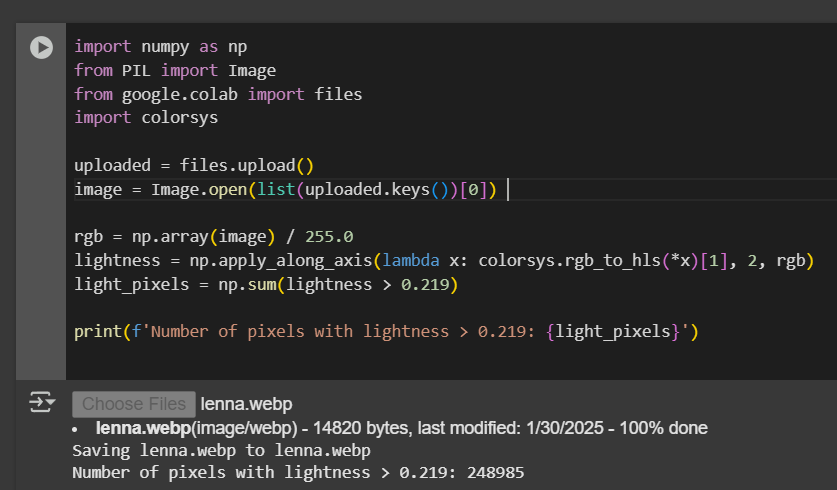 import numpy as np
from PIL import Image
from google.colab import files
import colorsys
uploaded = files.upload()
image = Image.open(list(uploaded.keys())[0])
rgb = np.array(image) / 255.0
lightness = np.apply_along_axis(lambda x: colorsys.rgb_to_hls(*x)[1], 2, rgb)
light_pixels = np.sum(lightness > 0.219)
print(f'Number of pixels with lightness > 0.219: {light_pixels}')
Choose Files lenna.webp
• lenna.webp(image/webp) - 14820 bytes, last modified: 1/30/2025 - 100% done
Saving lenna.webp to lenna.webp
Number of pixels with lightness > 0.219: 248985